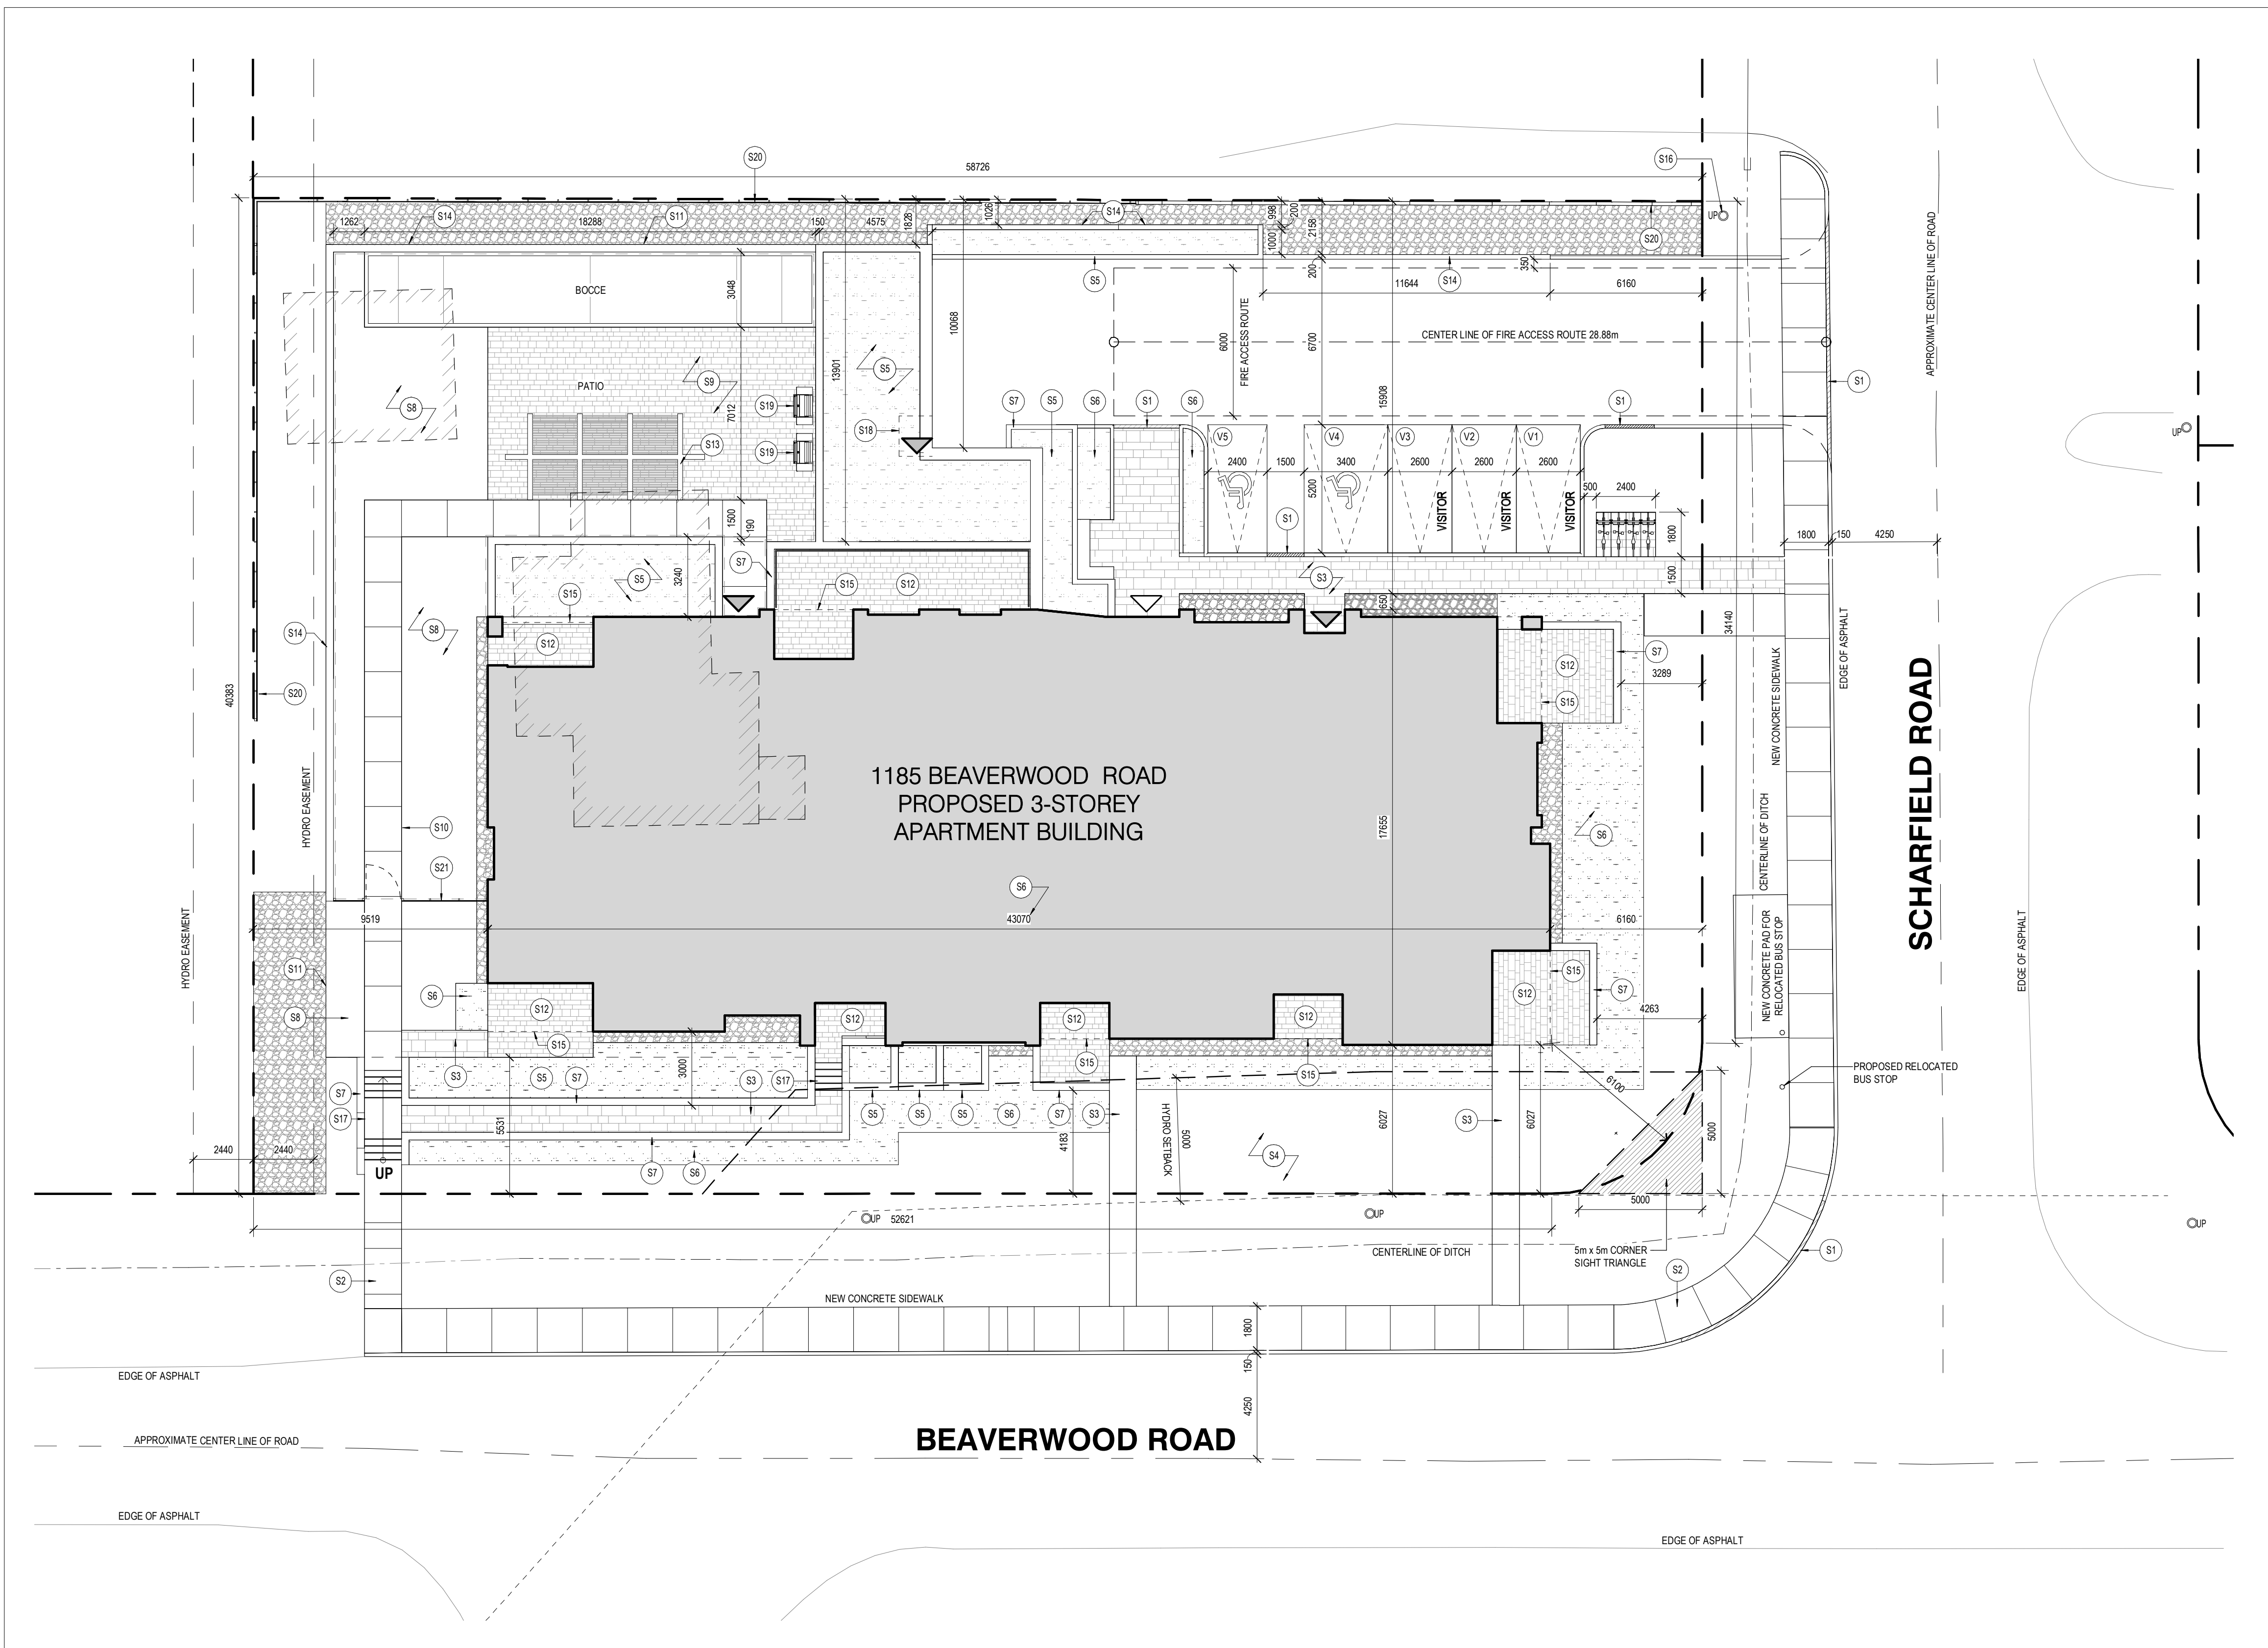 S20
58726
S16
UP
1262
S14
18288
S11
150
4575
1828
1026
S14
998
200
1000
2158
200
S20
350
S5
11644
S14
6160
BOCCE
3048
10068
FIRE ACCESS ROUTE
6000
6700
CENTER LINE OF FIRE ACCESS ROUTE 28.88m
APPROXIMATE CENTER LINE OF ROAD
S1
13901
S5
15908
PATIO
S9
S8
7012
S19
S18
S7
S5
S6
S1
S6
S1
UP
V5
V4
V3
V2
V1
S13
S19
2400
1500
3400
2600
2600
2600
5200
500
2400
VISITOR
VISITOR
VISITOR
1500
190
S1
1800
1800
150
4250
S7
3240
S5
S15
S12
S3
1500
S15
650
S8
S14
S12
34140
EDGE OF ASPHALT
S12
S7
3289
S20
40383
S15
NEW CONCRETE SIDEWALK
HYDRO EASEMENT
1185 BEAVERWOOD ROAD
PROPOSED 3-STOREY
APARTMENT BUILDING
17655
S10
S6
CENTERLINE OF DITCH
SCHARFIELD ROAD
S21
S6
9519
43070
6160
HYDRO EASEMENT
S11
S6
S8
S12
S15
S12
S12
S12
S12
S15
S7
4263
NEW CONCRETE PAD FOR
RELOCATED BUS STOP
EDGE OF ASPHALT
S3
S5
S7
3000
S3
S17
S15
S15
6100
PROPOSED RELOCATED
BUS STOP
S7
S17
5531
S5
S5
S5
S6
S7
S3
4183
HYDRO SETBACK
5000
6027
S3
6027
5000
2440
2440
UP
S7
S6
S4
5000
UP
52621
UP
UP
CENTERLINE OF DITCH
5m x 5m CORNER
SIGHT TRIANGLE
S1
S2
S2
NEW CONCRETE SIDEWALK
1800
150
EDGE OF ASPHALT
4250
APPROXIMATE CENTER LINE OF ROAD
BEAVERWOOD ROAD
EDGE OF ASPHALT
EDGE OF ASPHALT